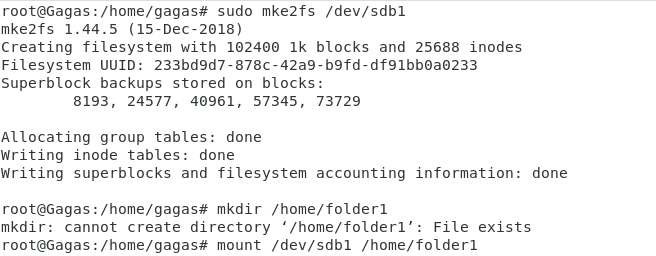 root@Gagas:/home/gagas# sudo mke2fs /dev/sdb1
mke2fs 1.44.5 (15-Dec-2018)
Creating filesystem with 102400 1k blocks and 25688 inodes
Filesystem UUID: 233bd9d7-878c-42a9-b9fd-df91bb0a0233
Superblock backups stored on blocks:
        8193, 24577, 40961, 57345, 73729
Allocating group tables: done
Writing inode tables: done
Writing superblocks and filesystem accounting information: done
root@Gagas:/home/gagas# mkdir /home/folder1
mkdir: cannot create directory ‘/home/folder1’: File exists
root@Gagas:/home/gagas# mount /dev/sdb1 /home/folder1